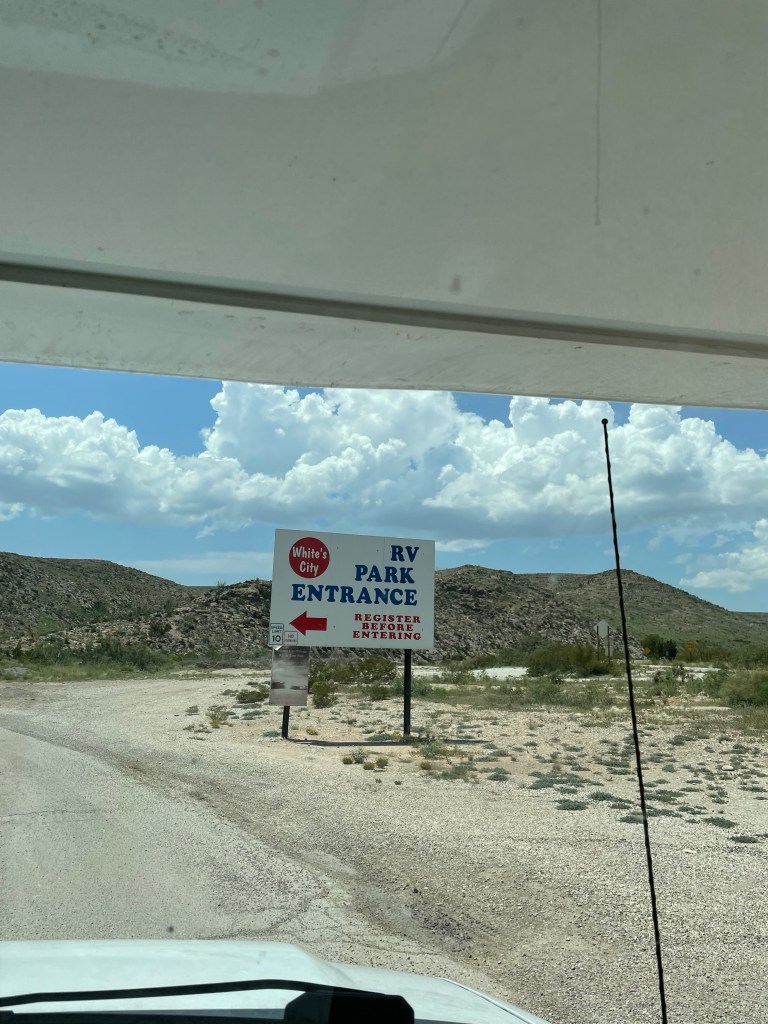 White's
City
RV
PARK
ENTRANCE
REGISTER
BEFORE
ENTERING
SPEED
LIMIT
10